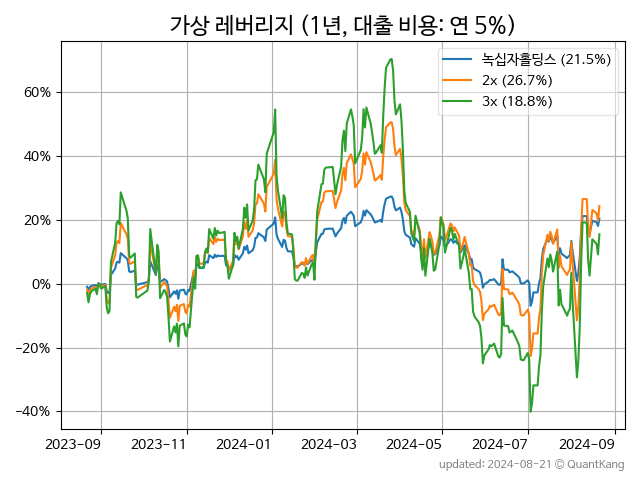 가상 레버리지 (1년, 대출 비용: 연 5%)
녹십자홀딩스 (21.5%)
2x (26.7%)
3x (18.8%)
60%
40%
20%
0%
−20%
−40%
2023-09 2023-11 2024-01 2024-03 2024-05 2024-07 2024-09
updated: 2024-08-21 © QuantKang